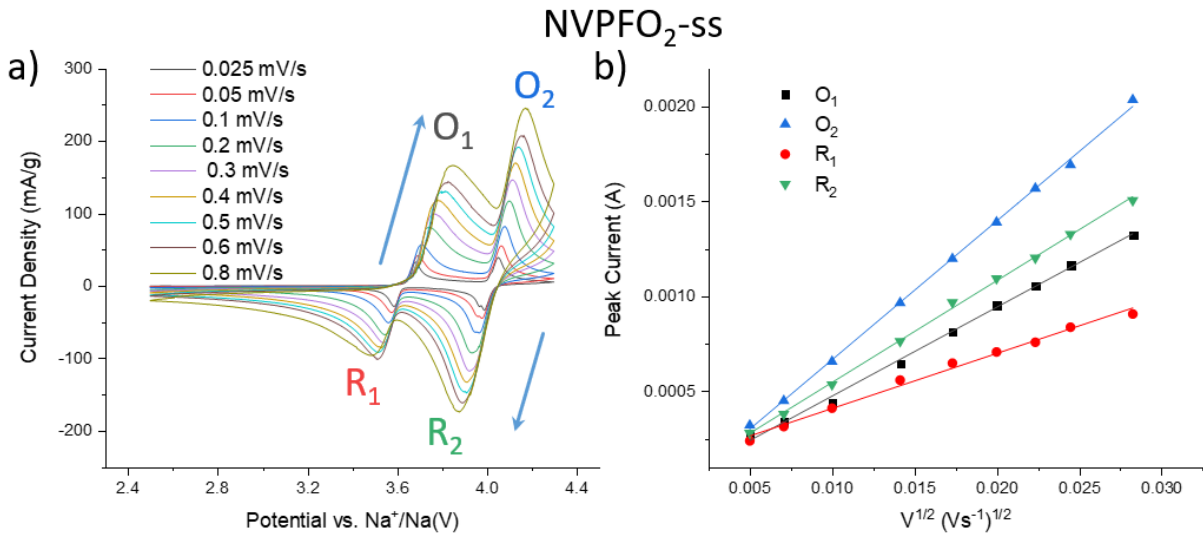 NVPFO₂-ss
a)
300
200
100
0
-100
-200
Current Density (mA/g)
0.025 mV/s
0.05 mV/s
0.1 mV/s
0.2 mV/s
0.3 mV/s
0.4 mV/s
0.5 mV/s
0.6 mV/s
0.8 mV/s
O₁
O₂
R₁
R₂
2.4 2.8 3.2 3.6 4.0 4.4
Potential vs. Na⁺/Na(V)
b)
O₁
O₂
R₁
R₂
0.0020
0.0015
0.0010
0.0005
Peak Current (A)
0.005 0.010 0.015 0.020 0.025 0.030
V¹ᐟ² (Vs⁻¹)¹ᐟ²